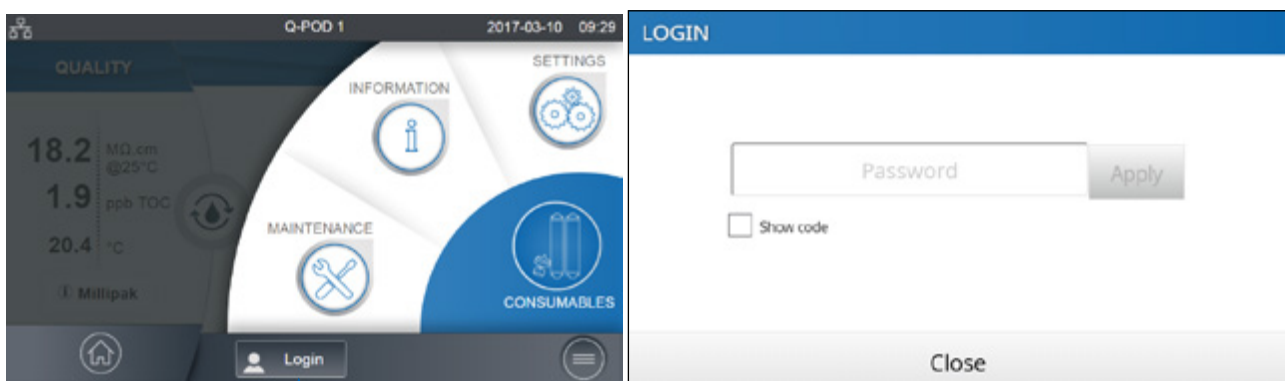 Q-POD 1 2017-03-10 09:29
QUALITY
INFORMATION
SETTINGS
18.2 MΩ.cm @25°C
1.9 ppb TOC
20.4 °C
MAINTENANCE
CONSUMABLES
Millipak
Login
LOGIN
Password
Apply
Show code
Close